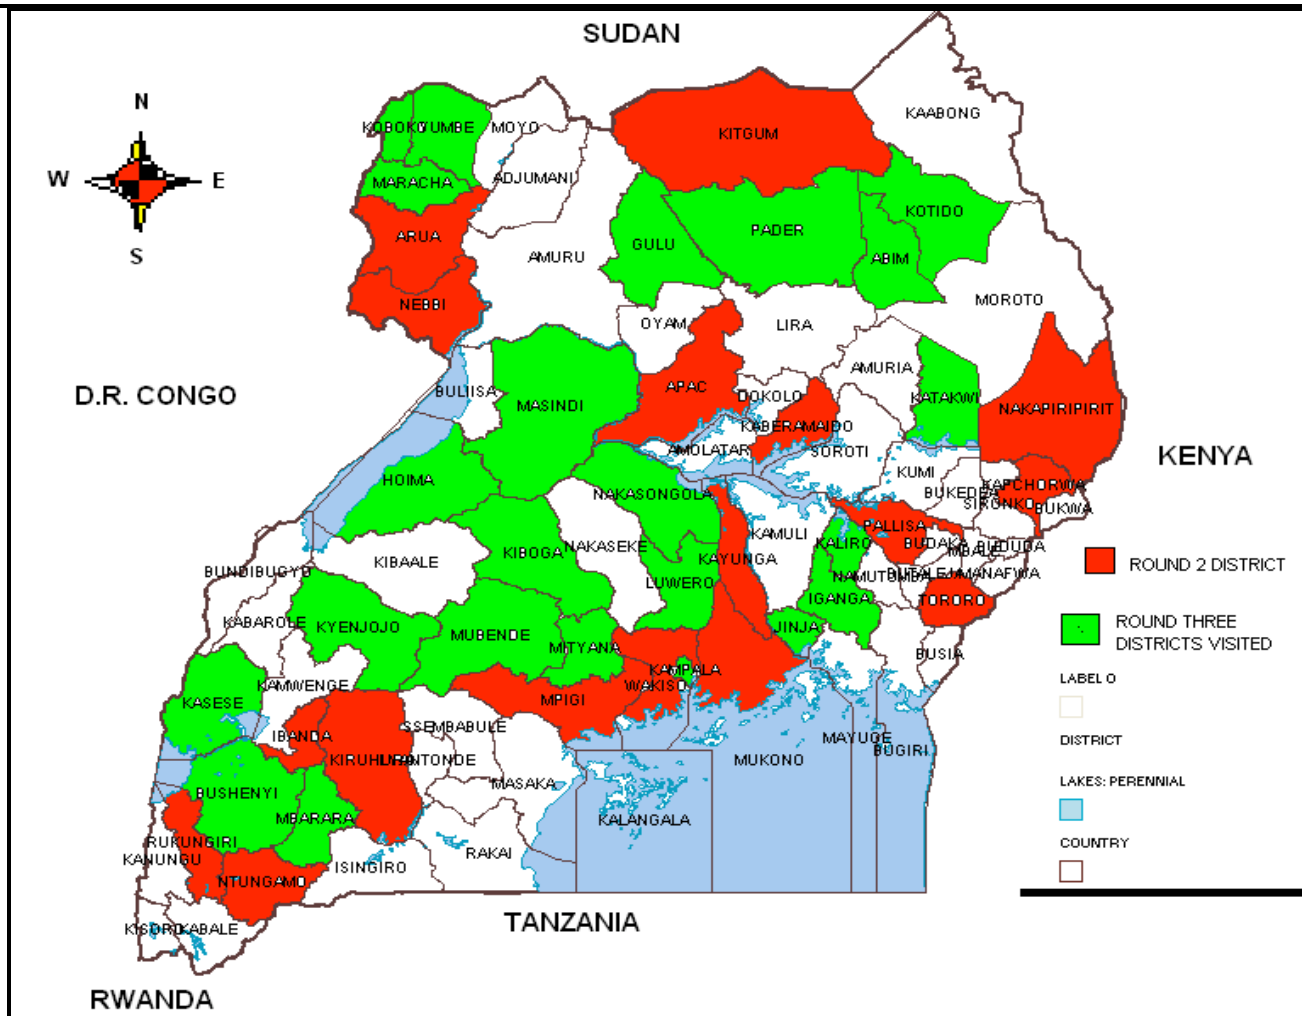 SUDAN
N
W
E
S
KAABONG
KITGUM
KOBOKO
YUMBE
MOYO
ADJUMANI
MARACHA
KOTIDO
ARUA
GULU
PADER
ABIM
AMURU
NEBBI
MOROTO
OYAM
LIRA
D.R. CONGO
BULIISA
MASINDI
APAC
DOKOLO
AMURIA
KATAKWI
NAKAPIRIPIRIT
KABERAMAIDO
AMOLATAR
SOROTI
KENYA
HOIMA
NAKASONGOLA
KUMI
BUKEDEA
KAPCHORWA
SIRONKO
BUKWA
KAMULI
PALLISA
KIBOGA
NAKASEKE
KAYUNGA
KALIRO
BUDAKA
MBALE
BUDUDA
KIBAALE
BUNDIBUGYO
LUWERO
NAMUTUMBA
BUTALEJA
MANAFWA
ROUND 2 DISTRICT
IGANGA
TORORO
KABAROLE
KYENJOJO
MUBENDE
MITYANA
JINJA
ROUND THREE
DISTRICTS VISITED
BUSIA
KAMPALA
WAKISO
KAMWENGE
KASESE
MPIGI
LABEL 0
IBANDA
SSEMBABULE
KIRUHURA
LYANTONDE
MAYUGE
BUGIRI
DISTRICT
MUKONO
MASAKA
LAKES: PERENNIAL
BUSHENYI
MBARARA
KALANGALA
RUKUNGIRI
KANUNGU
RAKAI
ISINGIRO
COUNTRY
NTUNGAMO
KISORO
KABALE
TANZANIA
RWANDA